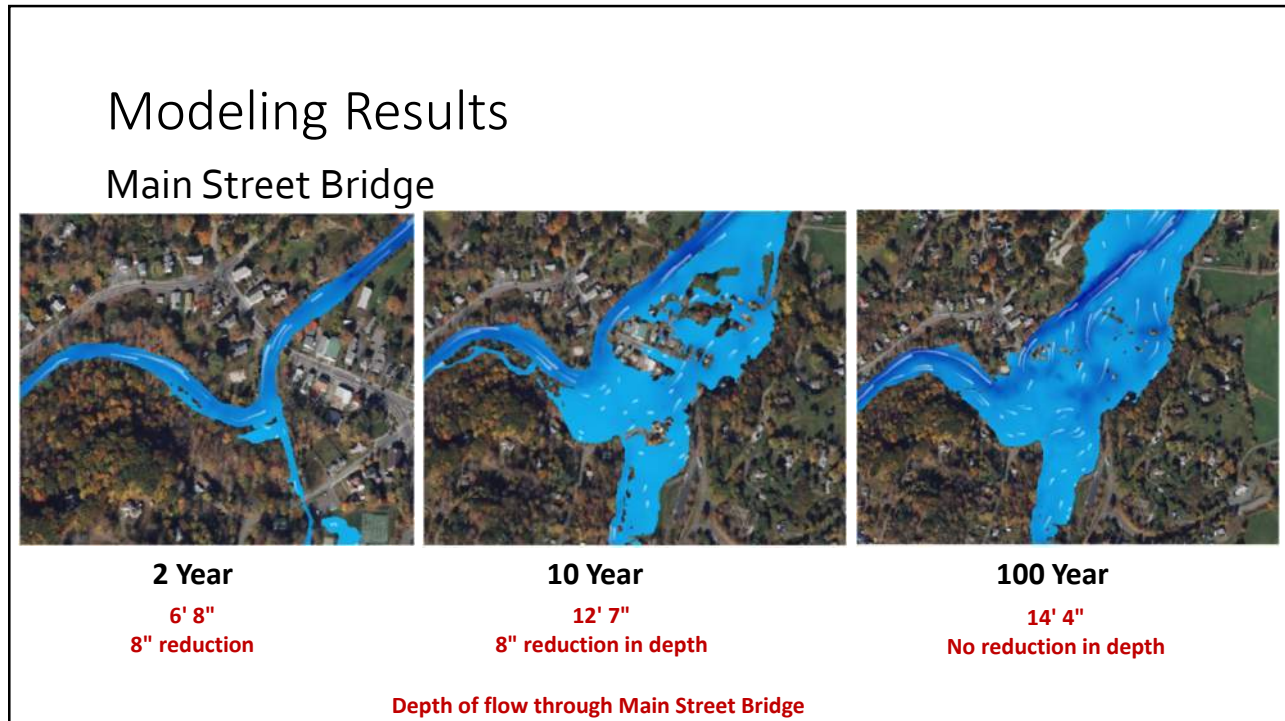 Modeling Results
Main Street Bridge
2 Year
6' 8"
8" reduction
10 Year
12' 7"
8" reduction in depth
100 Year
14' 4"
No reduction in depth
Depth of flow through Main Street Bridge